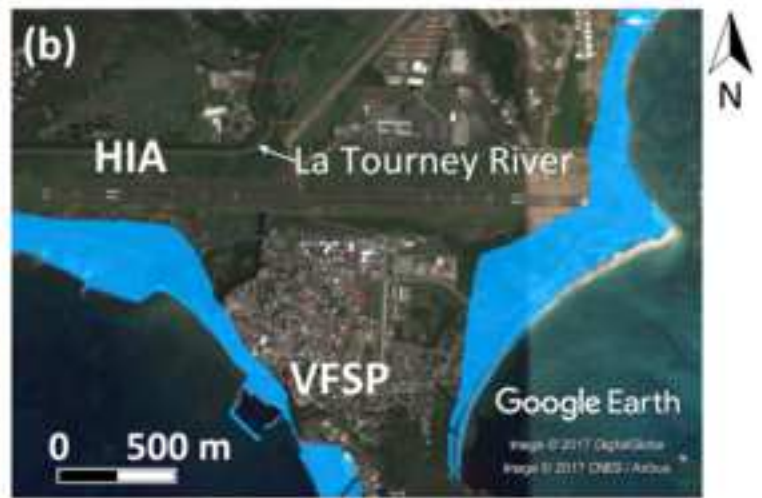 (b)
N
HIA
La Tourney River
VFSP
Google Earth
Image © 2017 DigitalGlobe
Image © 2017 CNES / Airbus
0 500 m